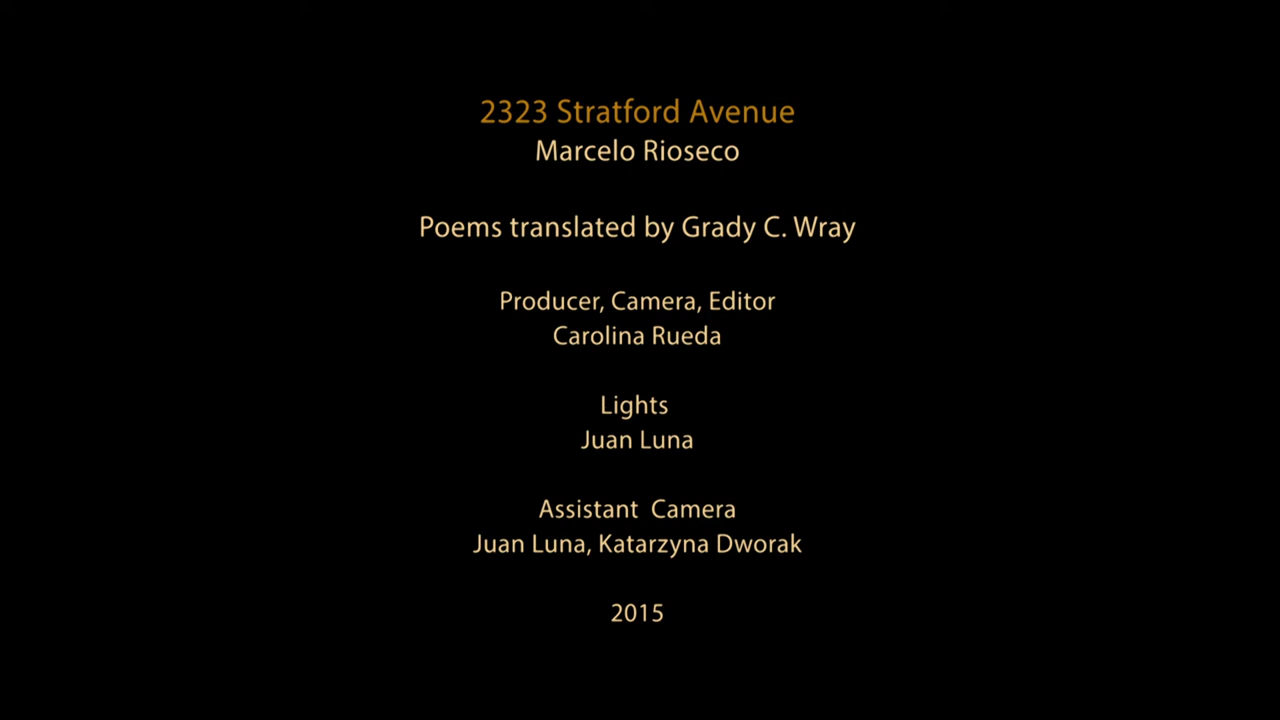 2323 Stratford Avenue
Marcelo Rioseco
Poems translated by Grady C. Wray
Producer, Camera, Editor
Carolina Rueda
Lights
Juan Luna
Assistant  Camera
Juan Luna, Katarzyna Dworak
2015